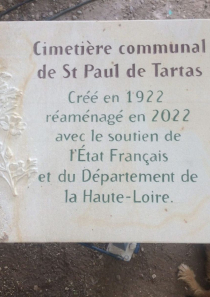 Cimetière communal
de St Paul de Tartas
Créé en 1922
réaménagé en 2022
avec le soutien de
l'État Français
et du Département de
la Haute-Loire.